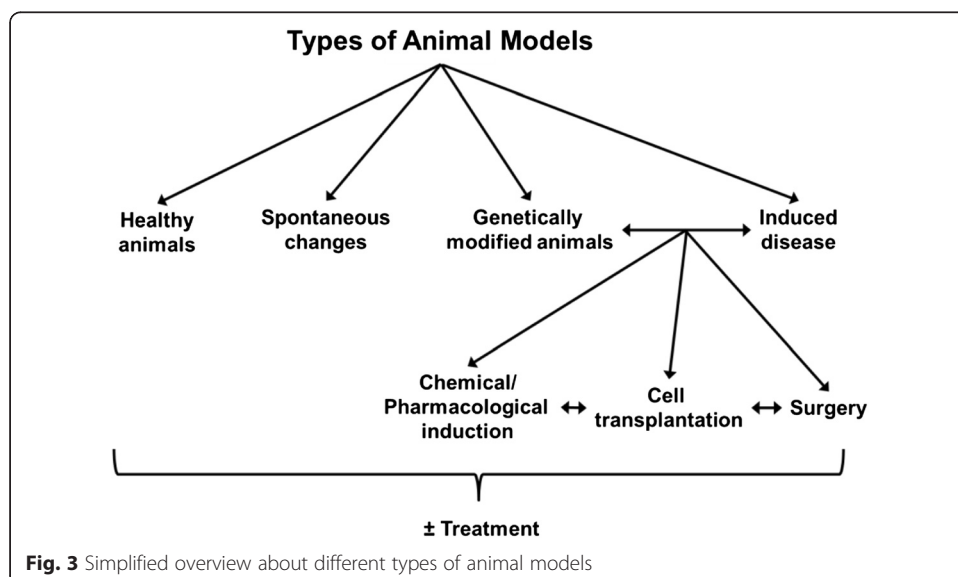 Types of Animal Models
Healthy
animals
Spontaneous
changes
Genetically
modified animals
Induced
disease
Chemical/
Pharmacological
induction
Cell
transplantation
Surgery
± Treatment
Fig. 3 Simplified overview about different types of animal models